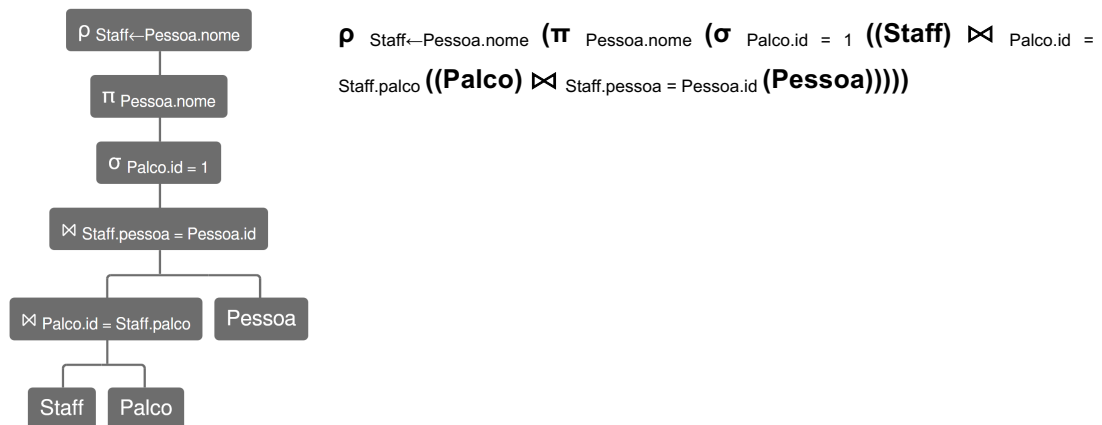 ρ Staff←Pessoa.nome
π Pessoa.nome
σ Palco.id = 1
⋈ Staff.pessoa = Pessoa.id
⋈ Palco.id = Staff.palco
Pessoa
Staff
Palco
ρ Staff←Pessoa.nome (π Pessoa.nome (σ Palco.id = 1 ((Staff) ⋈ Palco.id =
Staff.palco ((Palco) ⋈ Staff.pessoa = Pessoa.id (Pessoa)))))